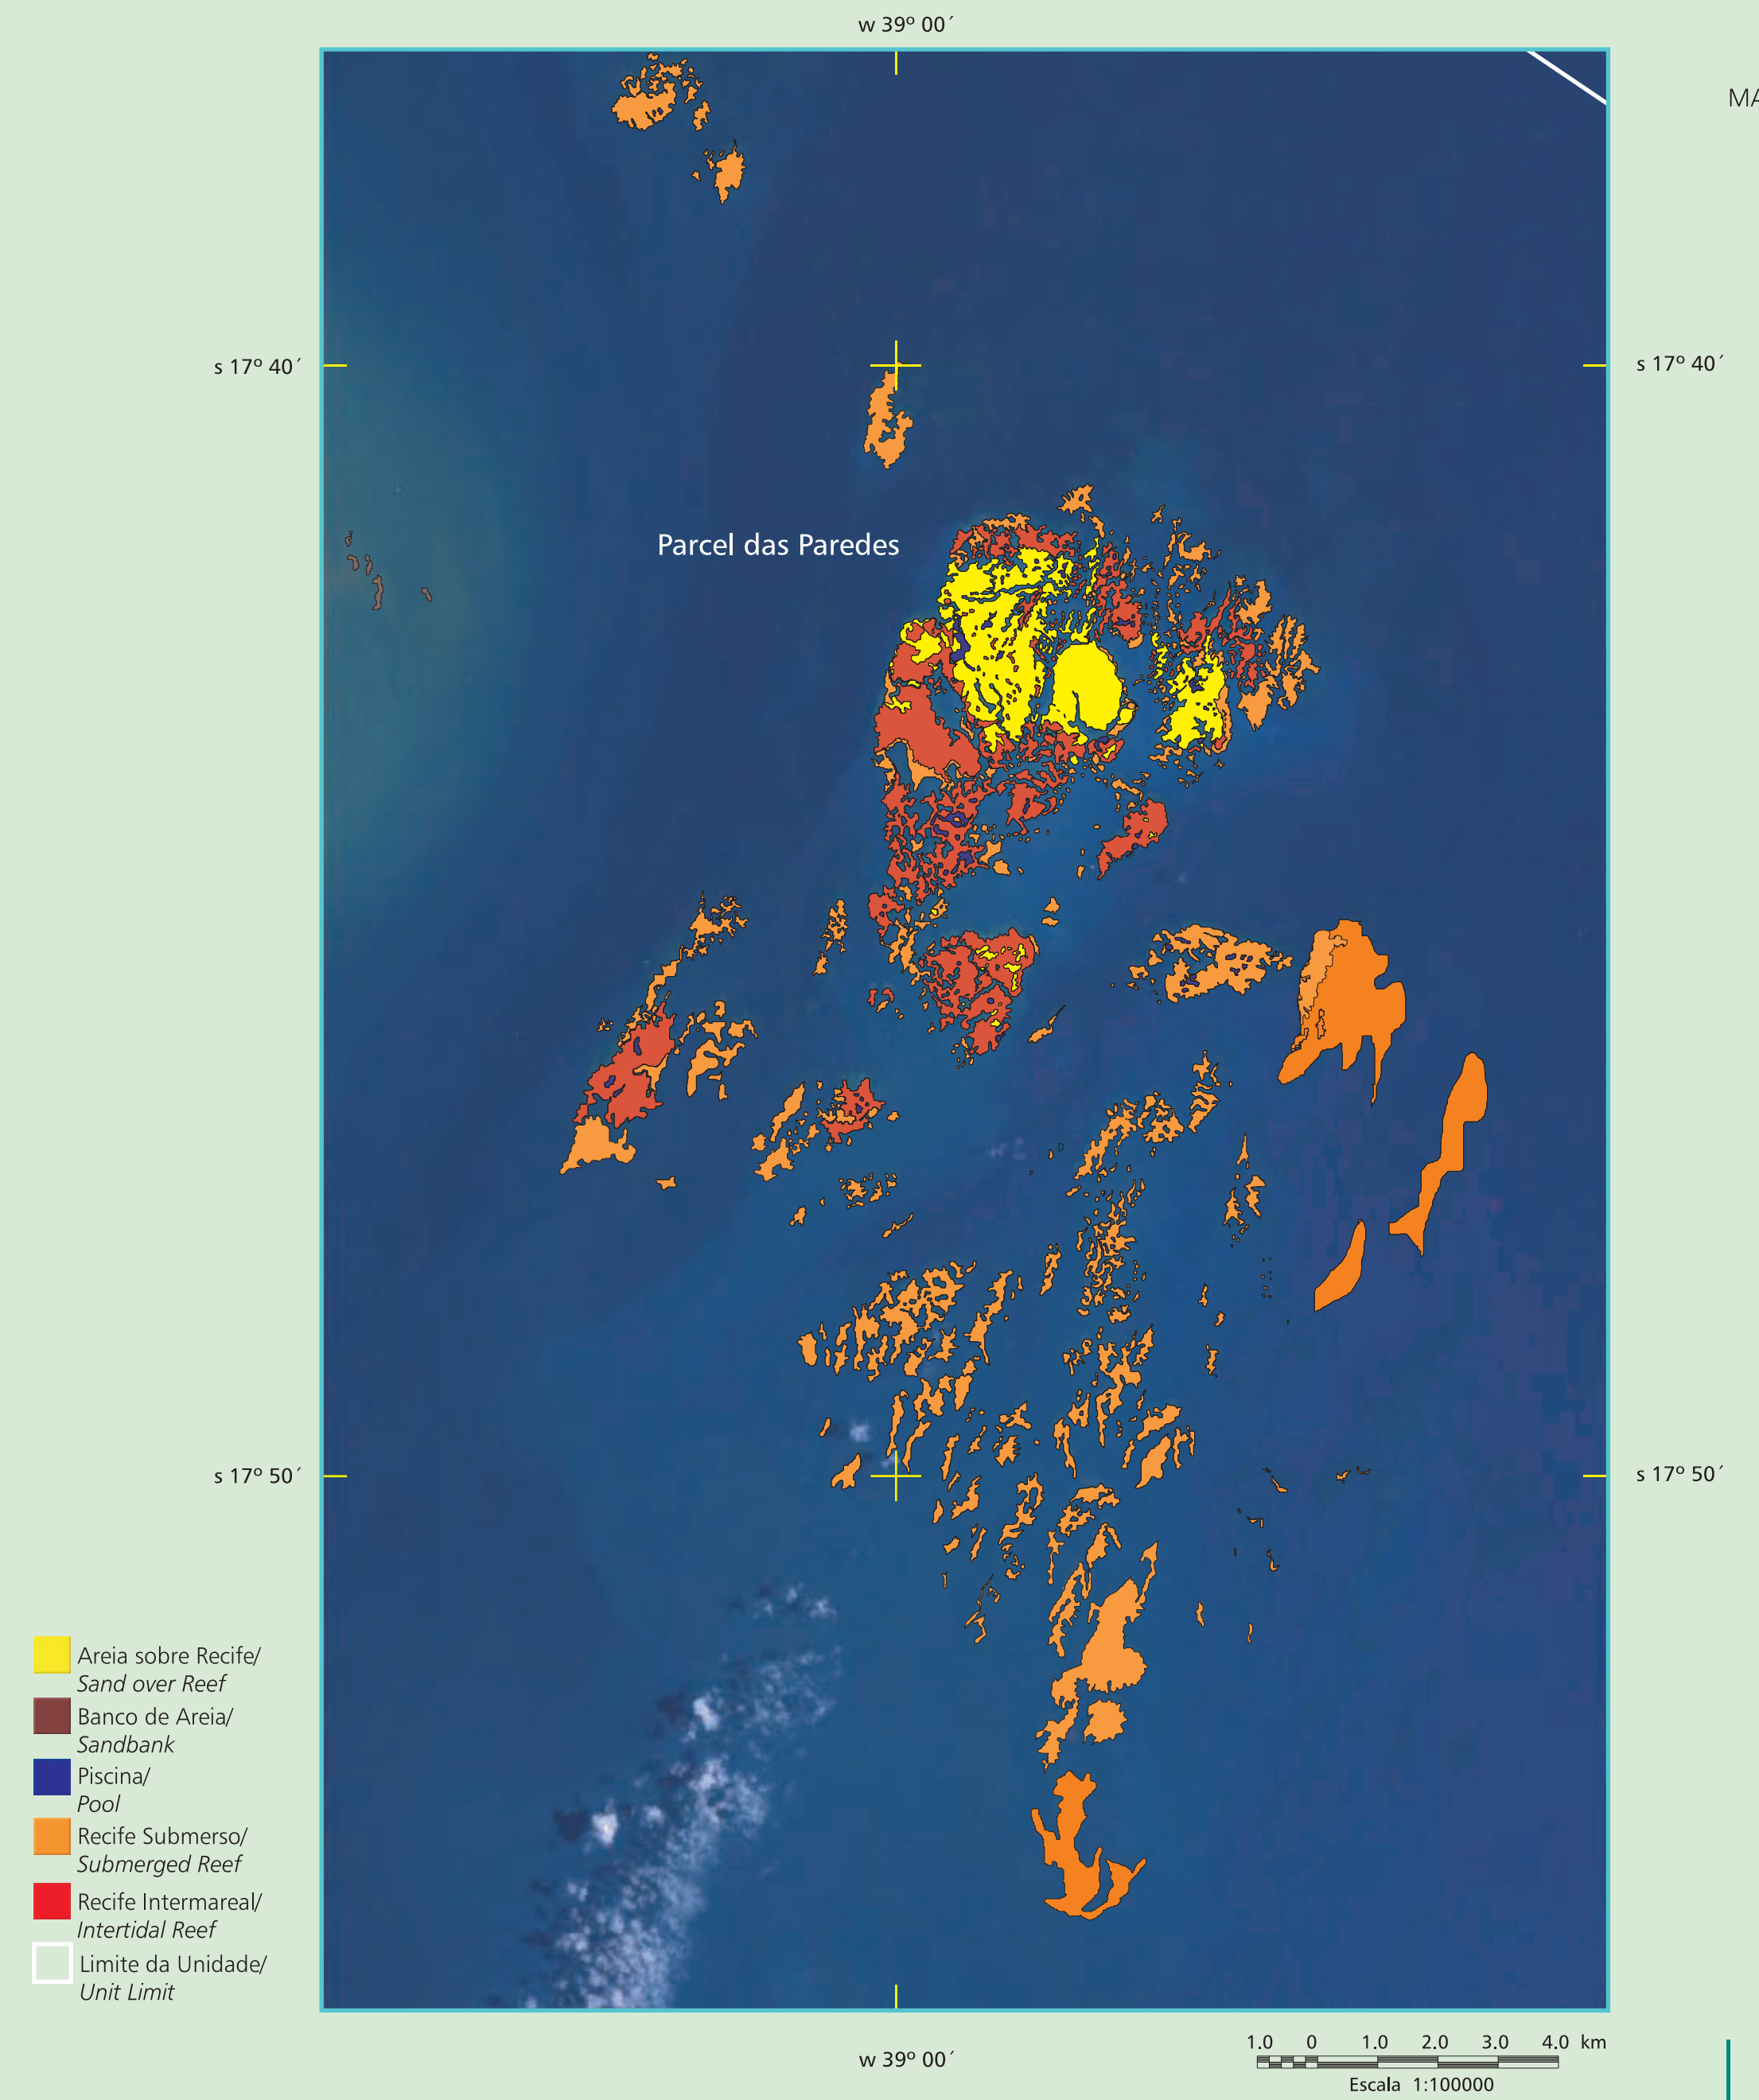 w 39º 00´
MA
s 17º 40´
s 17º 40´
Parcel das Paredes
s 17º 50´
s 17º 50´
Areia sobre Recife/
Sand over Reef
Banco de Areia/
Sandbank
Piscina/
Pool
Recife Submerso/
Submerged Reef
Recife Intermareal/
Intertidal Reef
Limite da Unidade/
Unit Limit
w 39º 00´
1.0 0 1.0 2.0 3.0 4.0 km
Escala 1:100000